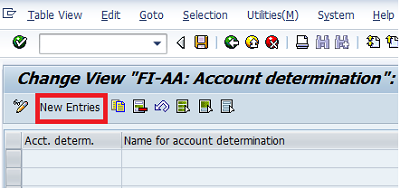 Table View Edit Goto Selection Utilities(M) System Help
Change View "FI-AA: Account determination":
New Entries
Acct. determ. Name for account determination